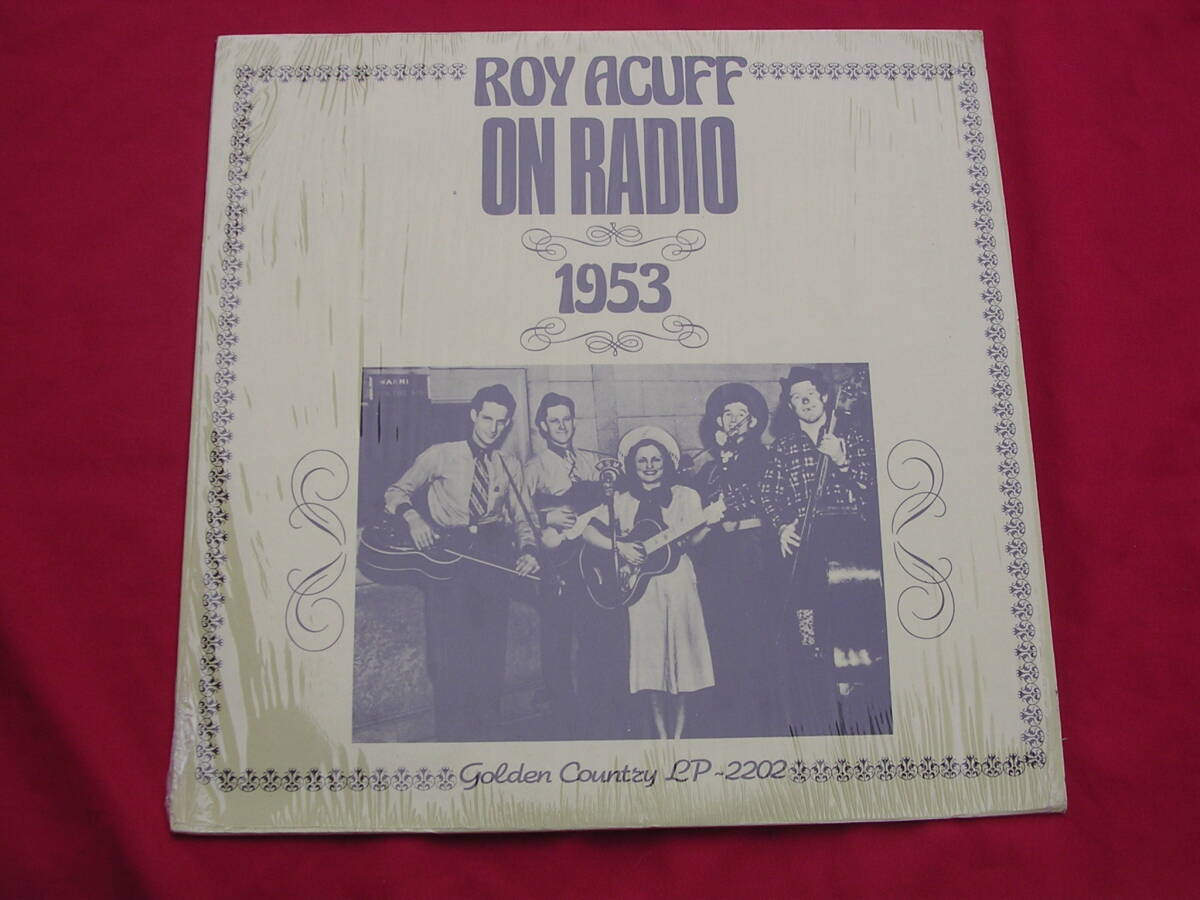 ROY ACUFF
ON RADIO
1953
Golden Country LP-2202